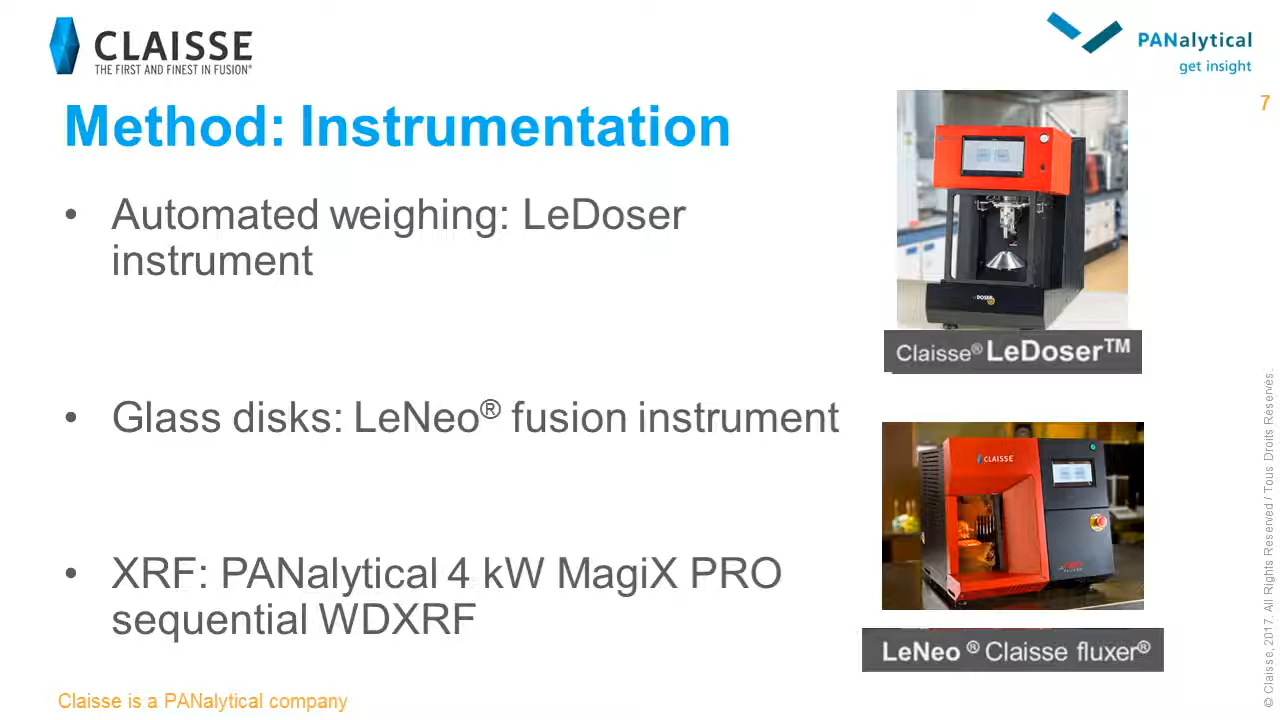 CLAISSE
THE FIRST AND FINEST IN FUSION®
PANalytical
get insight
7
Method: Instrumentation
• Automated weighing: LeDoser
instrument
• Glass disks: LeNeo® fusion instrument
• XRF: PANalytical 4 kW MagiX PRO
sequential WDXRF
Claisse® LeDoser™
CLAISSE
LeNeo ® Claisse fluxer®
Claisse is a PANalytical company
© Claisse, 2017. All Rights Reserved / Tous Droits Réservés.